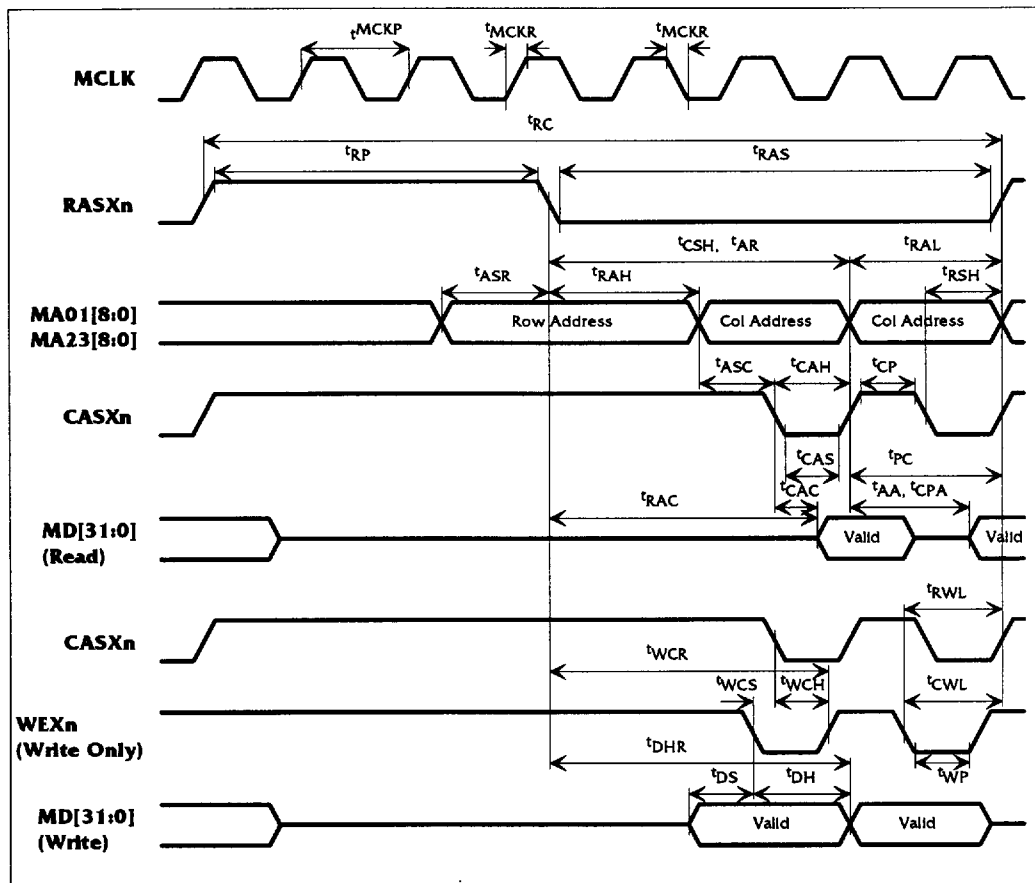 tMCKP tMCKR tMCKR
MCLK
tRC
tRP tRAS
RASXn
tCSH, tAR tRAL
tASR tRAH tRSH
MA01[8:0]
MA23[8:0]
Row Address Col Address Col Address
tASC tCAH tCP
CASXn
tCAS tPC
tCAC tAA, tCPA
tRAC
MD[31:0]
(Read)
Valid Valid
tRWL
CASXn
tWCR
tWCS tWCH tCWL
WEXn
(Write Only)
tDHR
tWP
tDS tDH
MD[31:0]
(Write)
Valid Valid